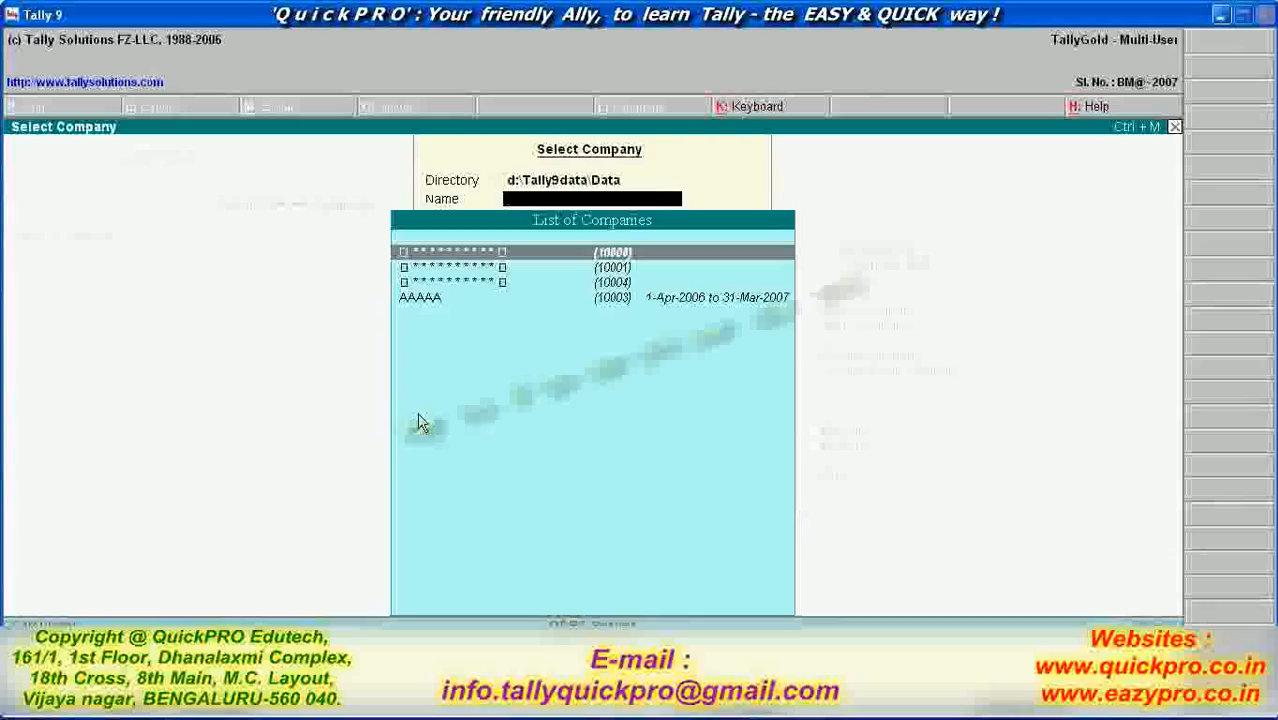 Tally 9
'Q u i c k P R O' : Your friendly Ally, to learn Tally - the EASY & QUICK way !
(c) Tally Solutions FZ-LLC, 1988-2006
TallyGold - Multi-User
http://www.tallysolutions.com
Sl. No. : BM@~2007
K: Keyboard
H: Help
Select Company
Ctrl + M
Select Company
Directory d:\Tally9data\Data
Name
List of Companies
* * * * * * * * * * (10000)
* * * * * * * * * * (10001)
* * * * * * * * * * (10004)
AAAAA (10003) 1-Apr-2006 to 31-Mar-2007
Copyright @ QuickPRO Edutech,
161/1, 1st Floor, Dhanalaxmi Complex,
18th Cross, 8th Main, M.C. Layout,
Vijaya nagar, BENGALURU-560 040.
E-mail :
info.tallyquickpro@gmail.com
Websites :
www.quickpro.co.in
www.eazypro.co.in